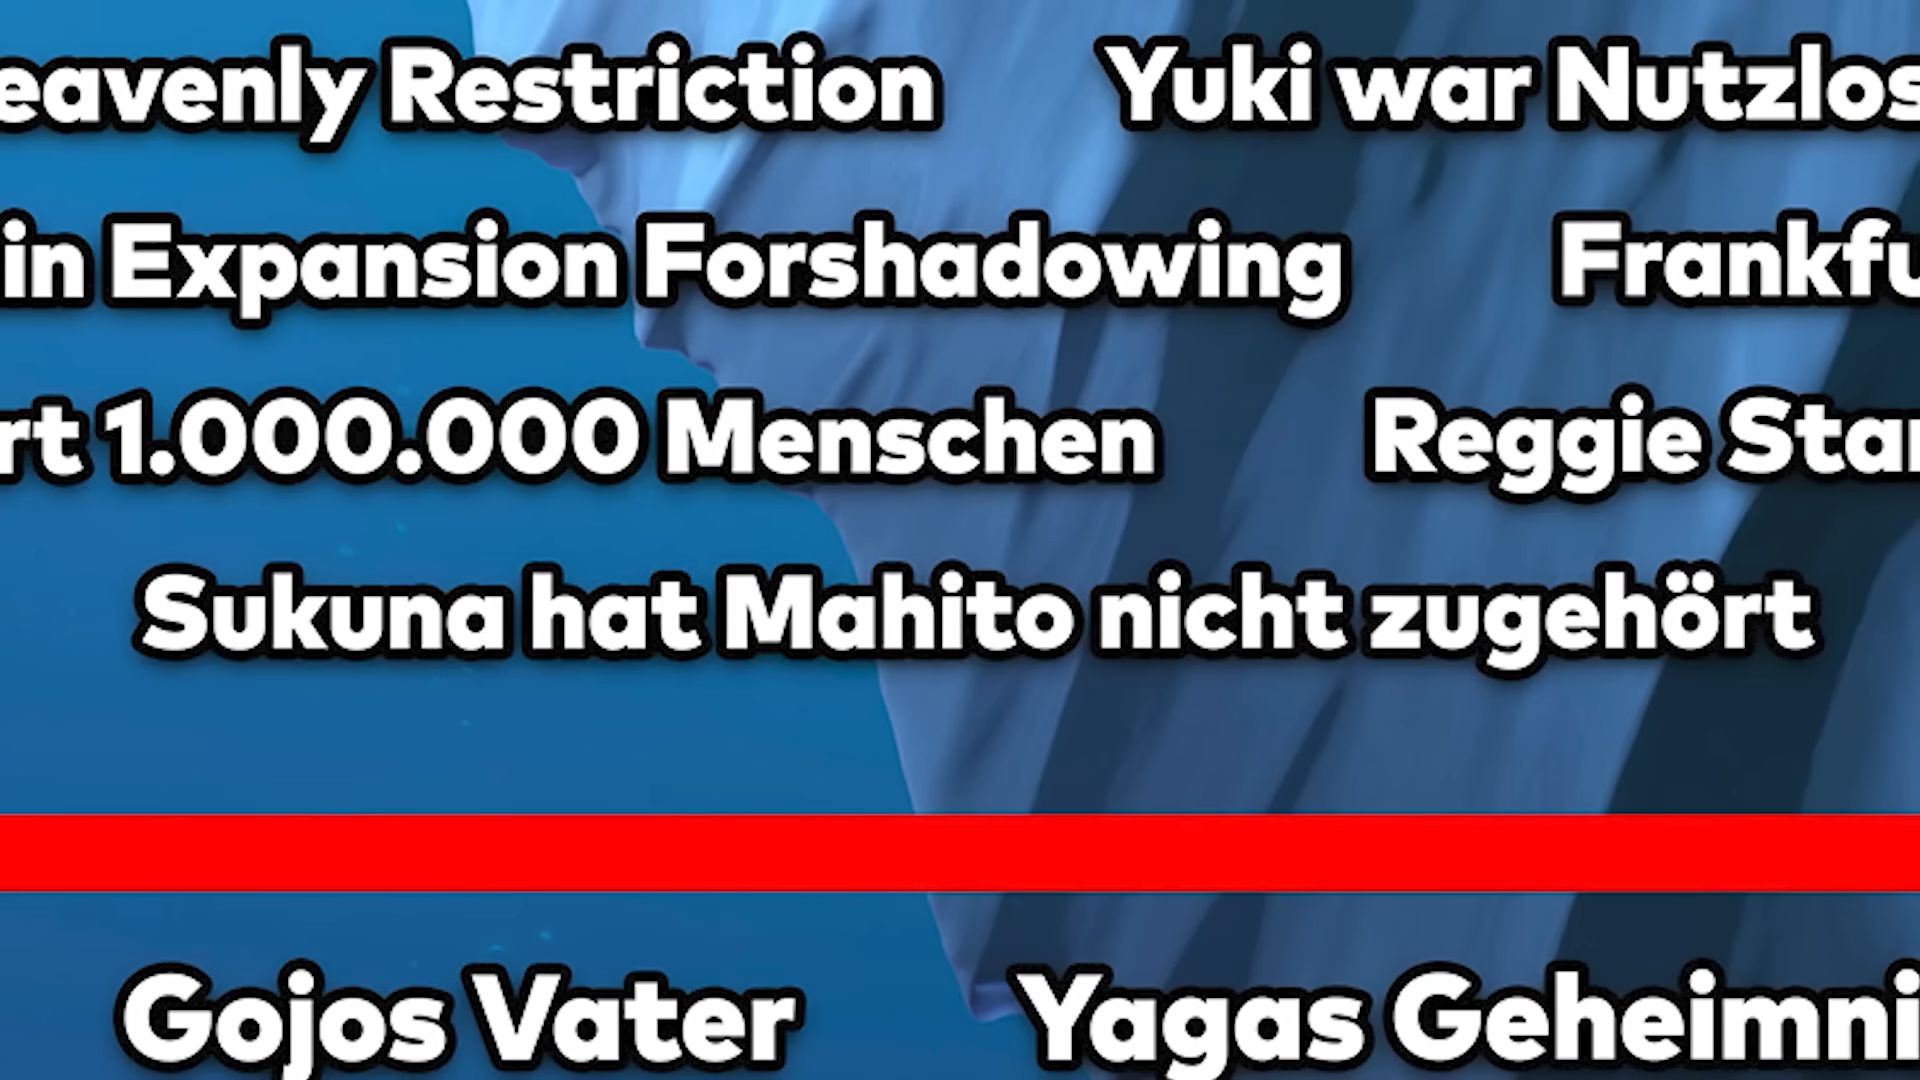 eavenly Restriction Yuki war Nutzlos
in Expansion Forshadowing Frankfu
rt 1.000.000 Menschen Reggie Star
Sukuna hat Mahito nicht zugehört
Gojos Vater Yagas Geheimni